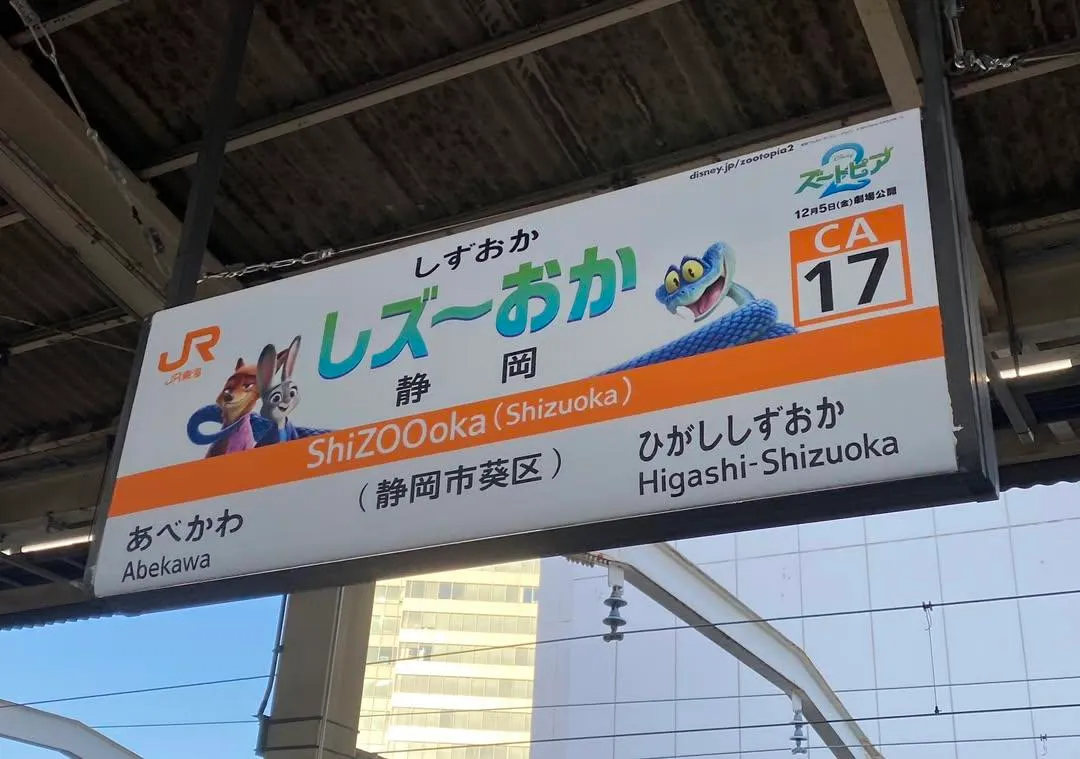 disney.jp/zootopia2
Disney
ズートピア
2
12月5日(金)劇場公開
JR
JR東海
しずおか
しズ〜おか
静岡
CA
17
ShiZOOoka (Shizuoka)
(静岡市葵区)
あべかわ
Abekawa
ひがししずおか
Higashi-Shizuoka